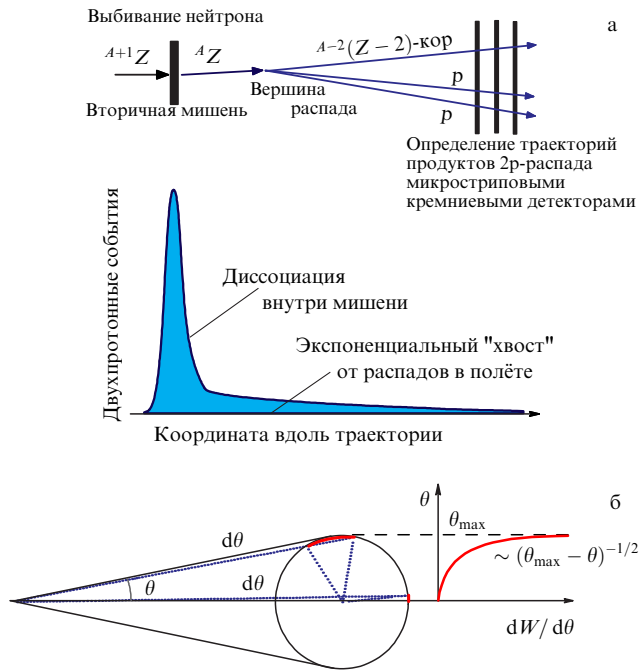 Выбивание нейтрона
а
A+1Z
AZ
A−2(Z − 2)-кор
p
p
Вторичная мишень
Вершина
распада
Определение траекторий
продуктов 2p-распада
микростриповыми
кремниевыми детекторами
Двухпротонные события
Диссоциация
внутри мишени
Экспоненциальный "хвост"
от распадов в полёте
Координата вдоль траектории
б
θ
θmax
dθ
∼ (θmax − θ)−1/2
θ
dθ
dW/dθ